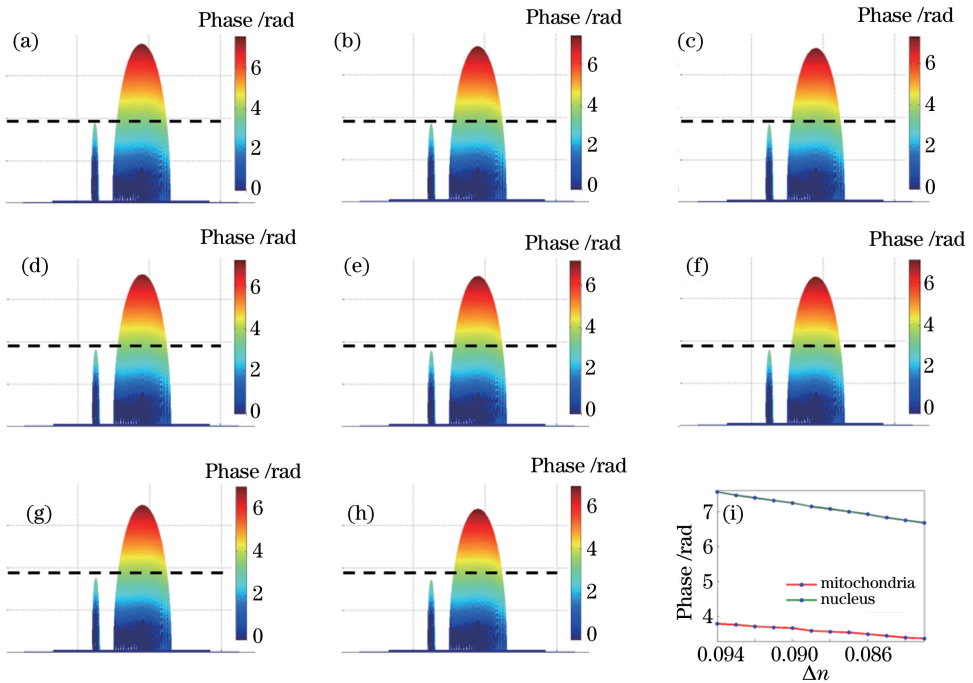 Phase /rad
Phase /rad
Phase /rad
(a)
(b)
(c)
6
4
2
0
6
4
2
0
6
4
2
0
Phase /rad
Phase /rad
Phase /rad
(d)
(e)
(f)
6
4
2
0
6
4
2
0
6
4
2
0
Phase /rad
Phase /rad
(g)
(h)
(i)
6
4
2
0
6
4
2
0
Phase /rad
7
6
5
4
mitochondria
nucleus
0.094
0.090
0.086
Δn